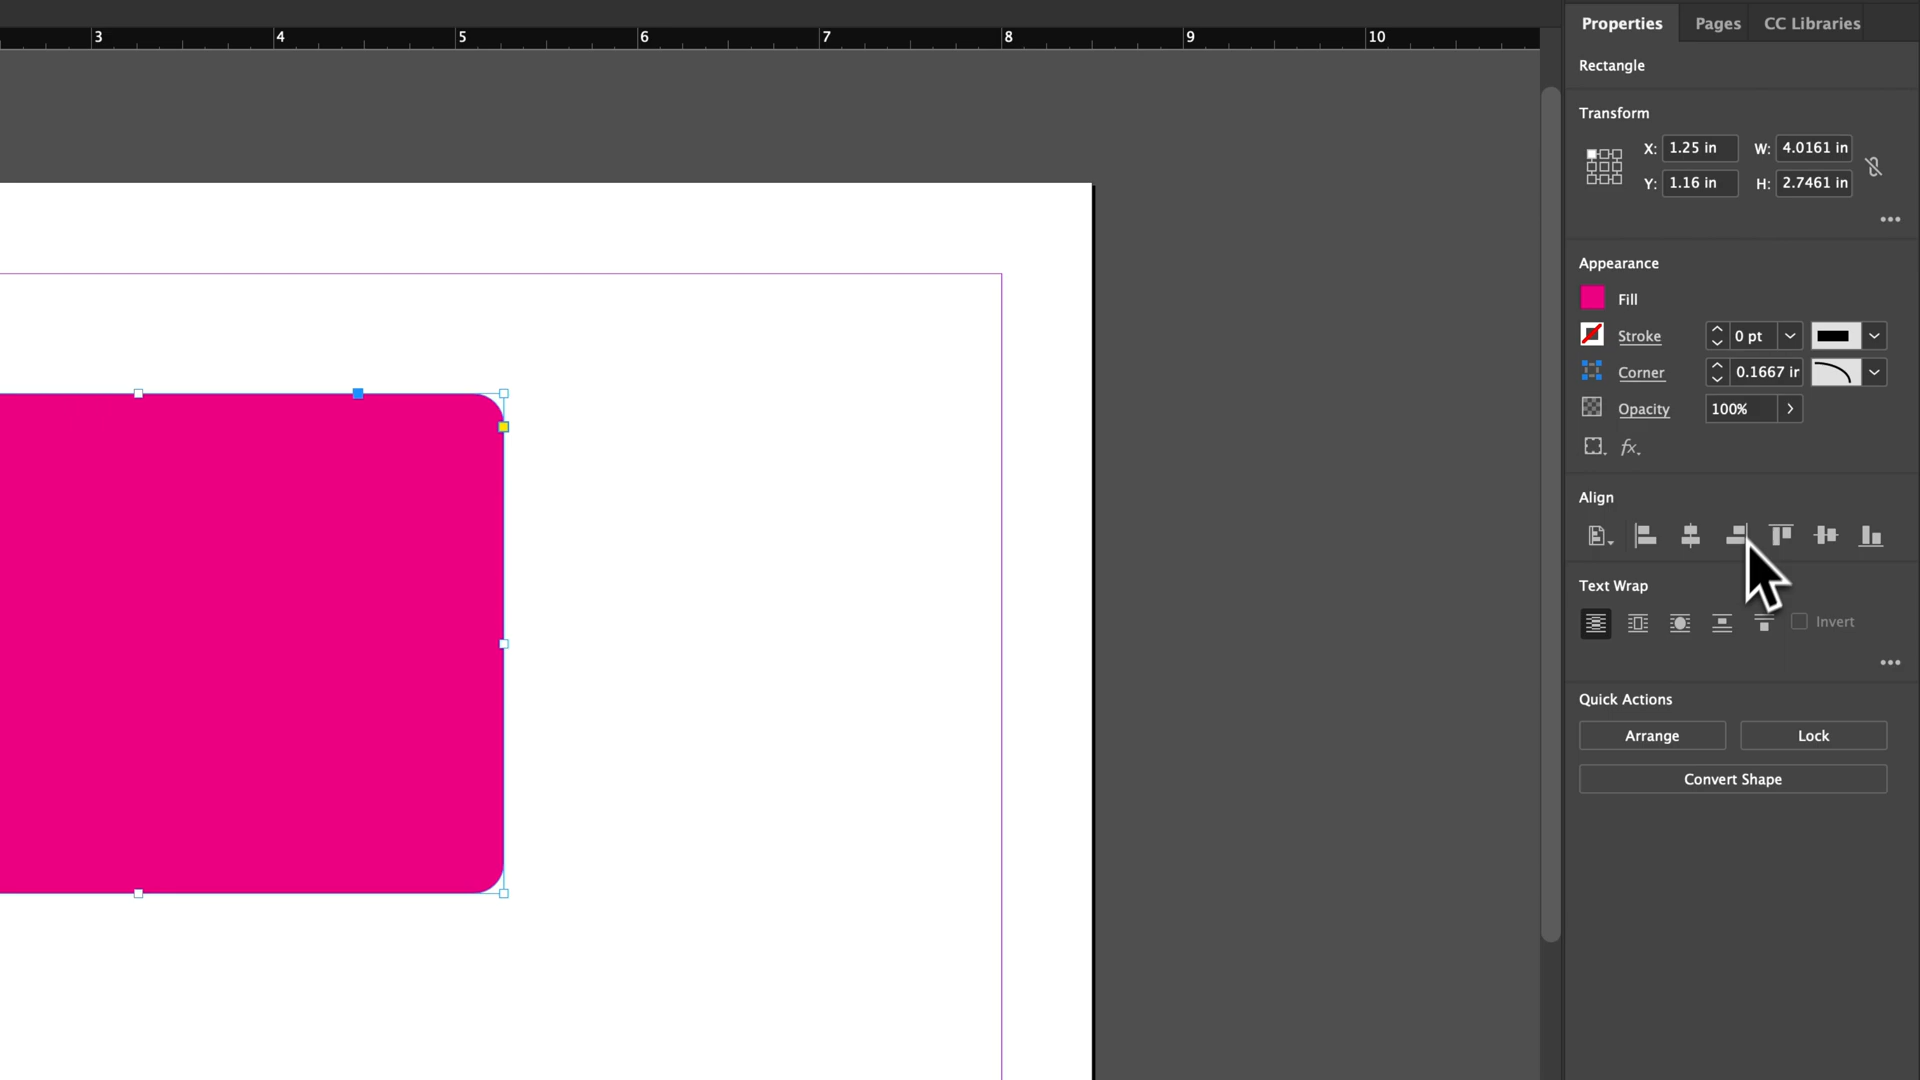 3 4 5 6 7 8 9 10
Properties Pages CC Libraries
Rectangle
Transform
X: 1.25 in W: 4.0161 in
Y: 1.16 in H: 2.7461 in
Appearance
Fill
Stroke 0 pt
Corner 0.1667 ir
Opacity 100%
fx.
Align
Text Wrap
Invert
Quick Actions
Arrange Lock
Convert Shape